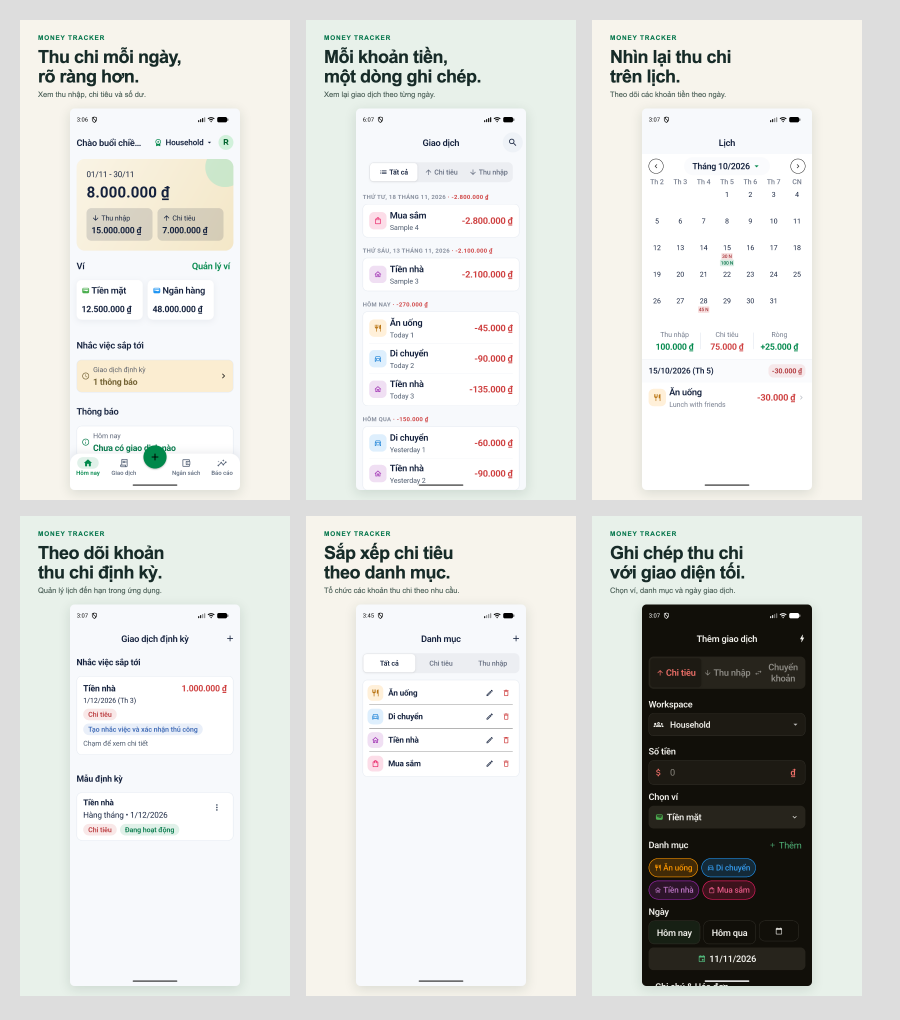 MONEY TRACKER
Thu chi mỗi ngày,
rõ ràng hơn.
Xem thu nhập, chi tiêu và số dư.
3:06
Chào buổi chiề...
Household
R
01/11 - 30/11
8.000.000 ₫
Thu nhập
15.000.000 ₫
Chi tiêu
7.000.000 ₫
Ví
Quản lý ví
Tiền mặt
12.500.000 ₫
Ngân hàng
48.000.000 ₫
Nhắc việc sắp tới
Giao dịch định kỳ
1 thông báo
Thông báo
Hôm nay
Chưa có giao dịch nào
Hôm nay
Giao dịch
Ngân sách
Báo cáo
MONEY TRACKER
Mỗi khoản tiền,
một dòng ghi chép.
Xem lại giao dịch theo từng ngày.
6:07
Giao dịch
Tất cả
Chi tiêu
Thu nhập
THỨ TƯ, 18 THÁNG 11, 2026 · -2.800.000 ₫
Mua sắm
Sample 4
-2.800.000 ₫
THỨ SÁU, 13 THÁNG 11, 2026 · -2.100.000 ₫
Tiền nhà
Sample 3
-2.100.000 ₫
HÔM NAY · -270.000 ₫
Ăn uống
Today 1
-45.000 ₫
Di chuyển
Today 2
-90.000 ₫
Tiền nhà
Today 3
-135.000 ₫
HÔM QUA · -150.000 ₫
Di chuyển
Yesterday 1
-60.000 ₫
Tiền nhà
Yesterday 2
-90.000 ₫
MONEY TRACKER
Nhìn lại thu chi
trên lịch.
Theo dõi các khoản tiền theo ngày.
3:07
Lịch
Tháng 10/2026
Th 2 Th 3 Th 4 Th 5 Th 6 Th 7 CN
1 2 3 4
5 6 7 8 9 10 11
12 13 14 15 16 17 18
30 N
100 N
19 20 21 22 23 24 25
26 27 28 29 30 31
45 N
Thu nhập
100.000 ₫
Chi tiêu
75.000 ₫
Ròng
+25.000 ₫
15/10/2026 (Th 5)
-30.000 ₫
Ăn uống
Lunch with friends
-30.000 ₫
MONEY TRACKER
Theo dõi khoản
thu chi định kỳ.
Quản lý lịch đến hạn trong ứng dụng.
3:07
Giao dịch định kỳ
Nhắc việc sắp tới
Tiền nhà
1.000.000 ₫
1/12/2026 (Th 3)
Chi tiêu
Tạo nhắc việc và xác nhận thủ công
Chạm để xem chi tiết
Mẫu định kỳ
Tiền nhà
Hàng tháng • 1/12/2026
Chi tiêu
Đang hoạt động
MONEY TRACKER
Sắp xếp chi tiêu
theo danh mục.
Tổ chức các khoản thu chi theo nhu cầu.
3:45
Danh mục
Tất cả
Chi tiêu
Thu nhập
Ăn uống
Di chuyển
Tiền nhà
Mua sắm
MONEY TRACKER
Ghi chép thu chi
với giao diện tối.
Chọn ví, danh mục và ngày giao dịch.
3:07
Thêm giao dịch
Chi tiêu
Thu nhập
Chuyển
khoản
Workspace
Household
Số tiền
$ 0 ₫
Chọn ví
Tiền mặt
Danh mục
+ Thêm
Ăn uống
Di chuyển
Tiền nhà
Mua sắm
Ngày
Hôm nay
Hôm qua
11/11/2026
Ghi chú & Hóa đơn